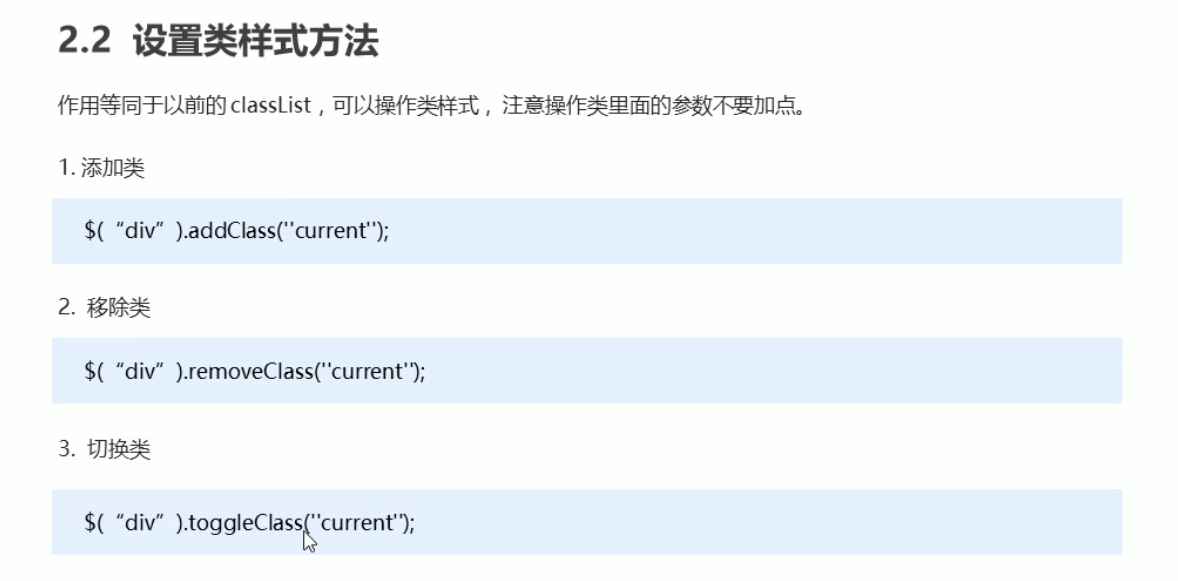 2.2 设置类样式方法
作用等同于以前的 classList，可以操作类样式， 注意操作类里面的参数不要加点。
1. 添加类
$(“div”).addClass(''current'');
2. 移除类
$(“div”).removeClass(''current'');
3. 切换类
$(“div”).toggleClass(''current'');